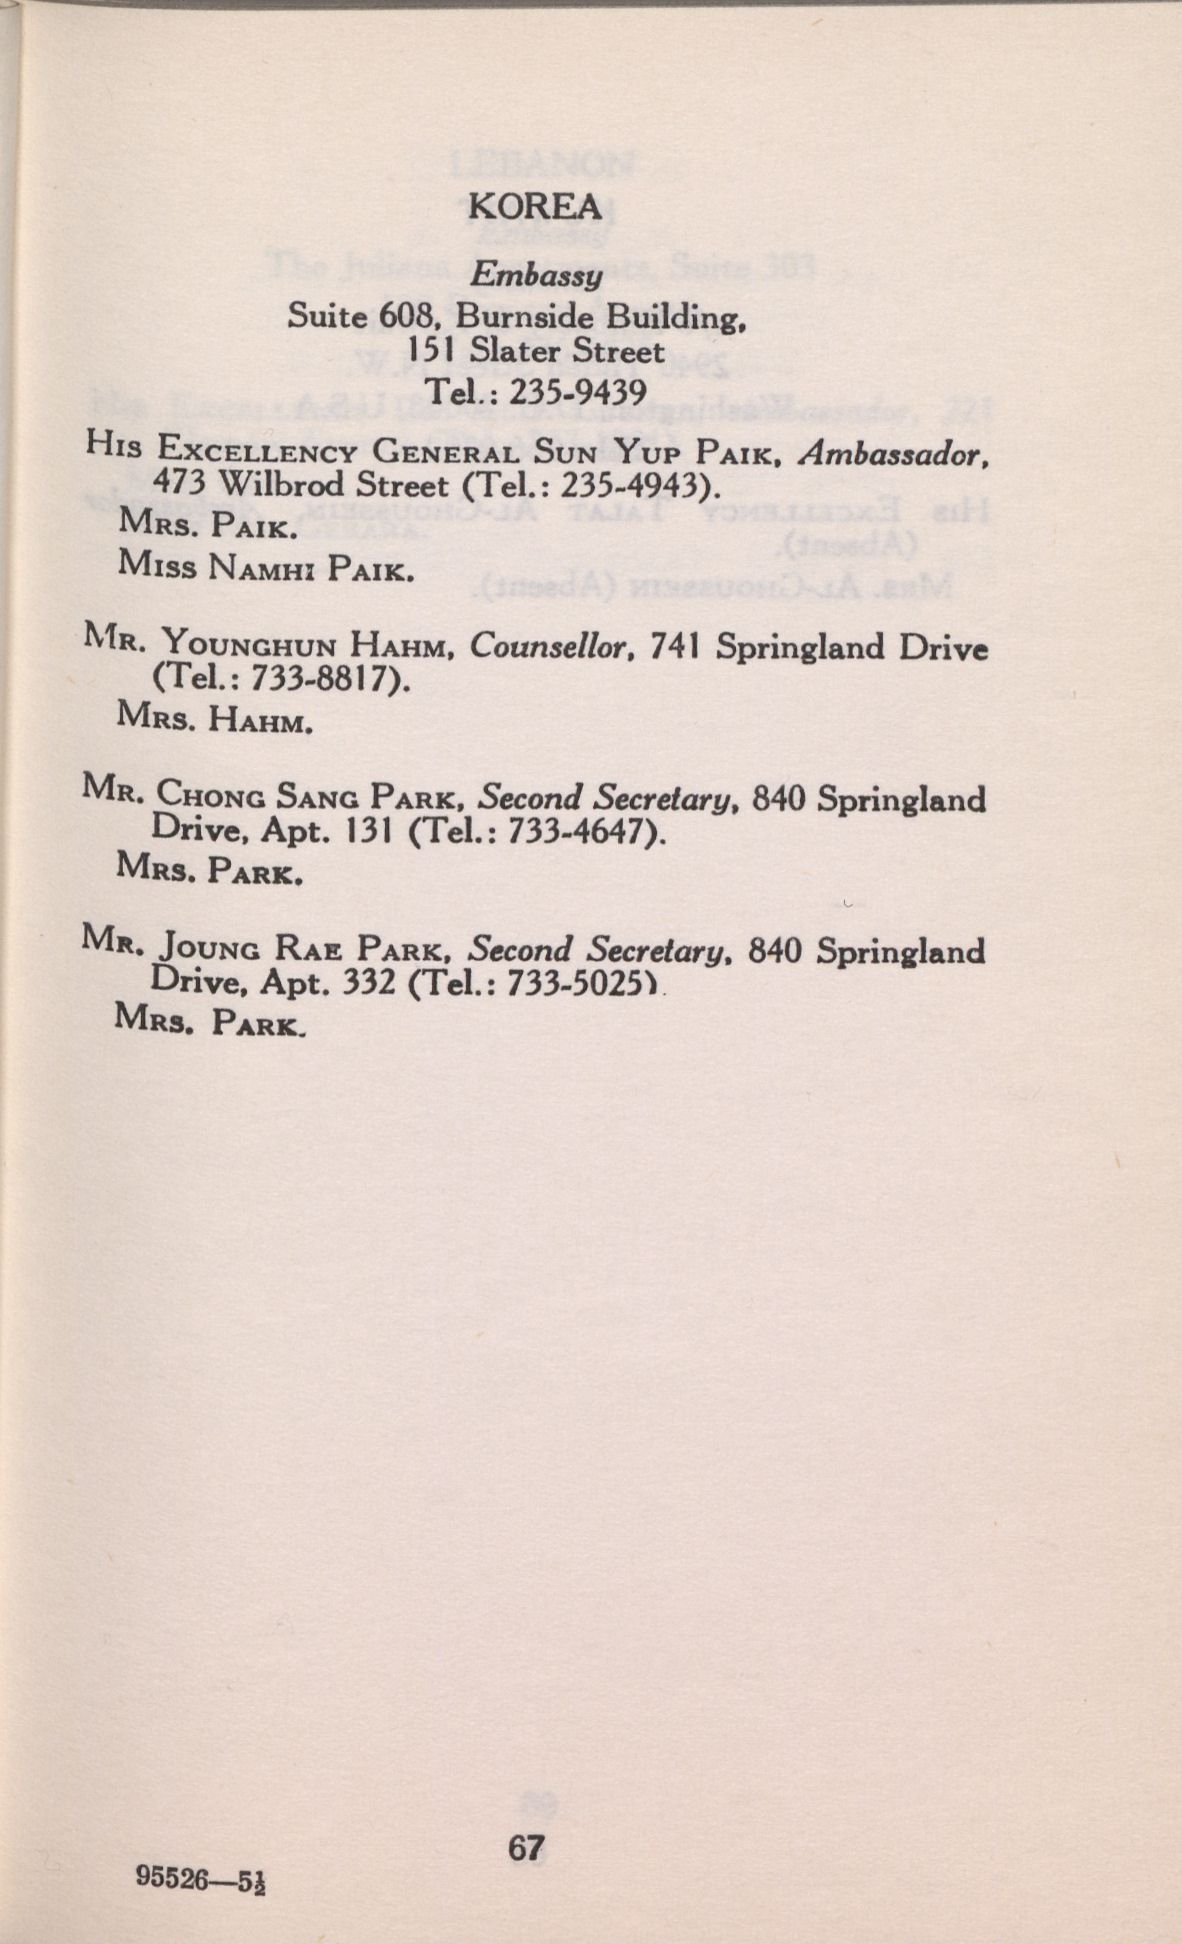 KOREA
Embassy
Suite 608, Burnside Building,
151 Slater Street
Tel.: 235-9439
HIS EXCELLENCY GENERAL SUN YUP PAIK, Ambassador,
473 Wilbrod Street (Tel.: 235-4943).
MRS. PAIK.
MISS NAMHI PAIK.
MR. YOUNGHUN HAHM, Counsellor, 741 Springland Drive
(Tel.: 733-8817).
MRS. HAHM.
MR. CHONG SANG PARK, Second Secretary, 840 Springland
Drive, Apt. 131 (Tel.: 733-4647).
MRS. PARK.
MR. JOUNG RAE PARK, Second Secretary, 840 Springland
Drive, Apt. 332 (Tel.: 733-5025).
MRS. PARK.
67
95526—5½